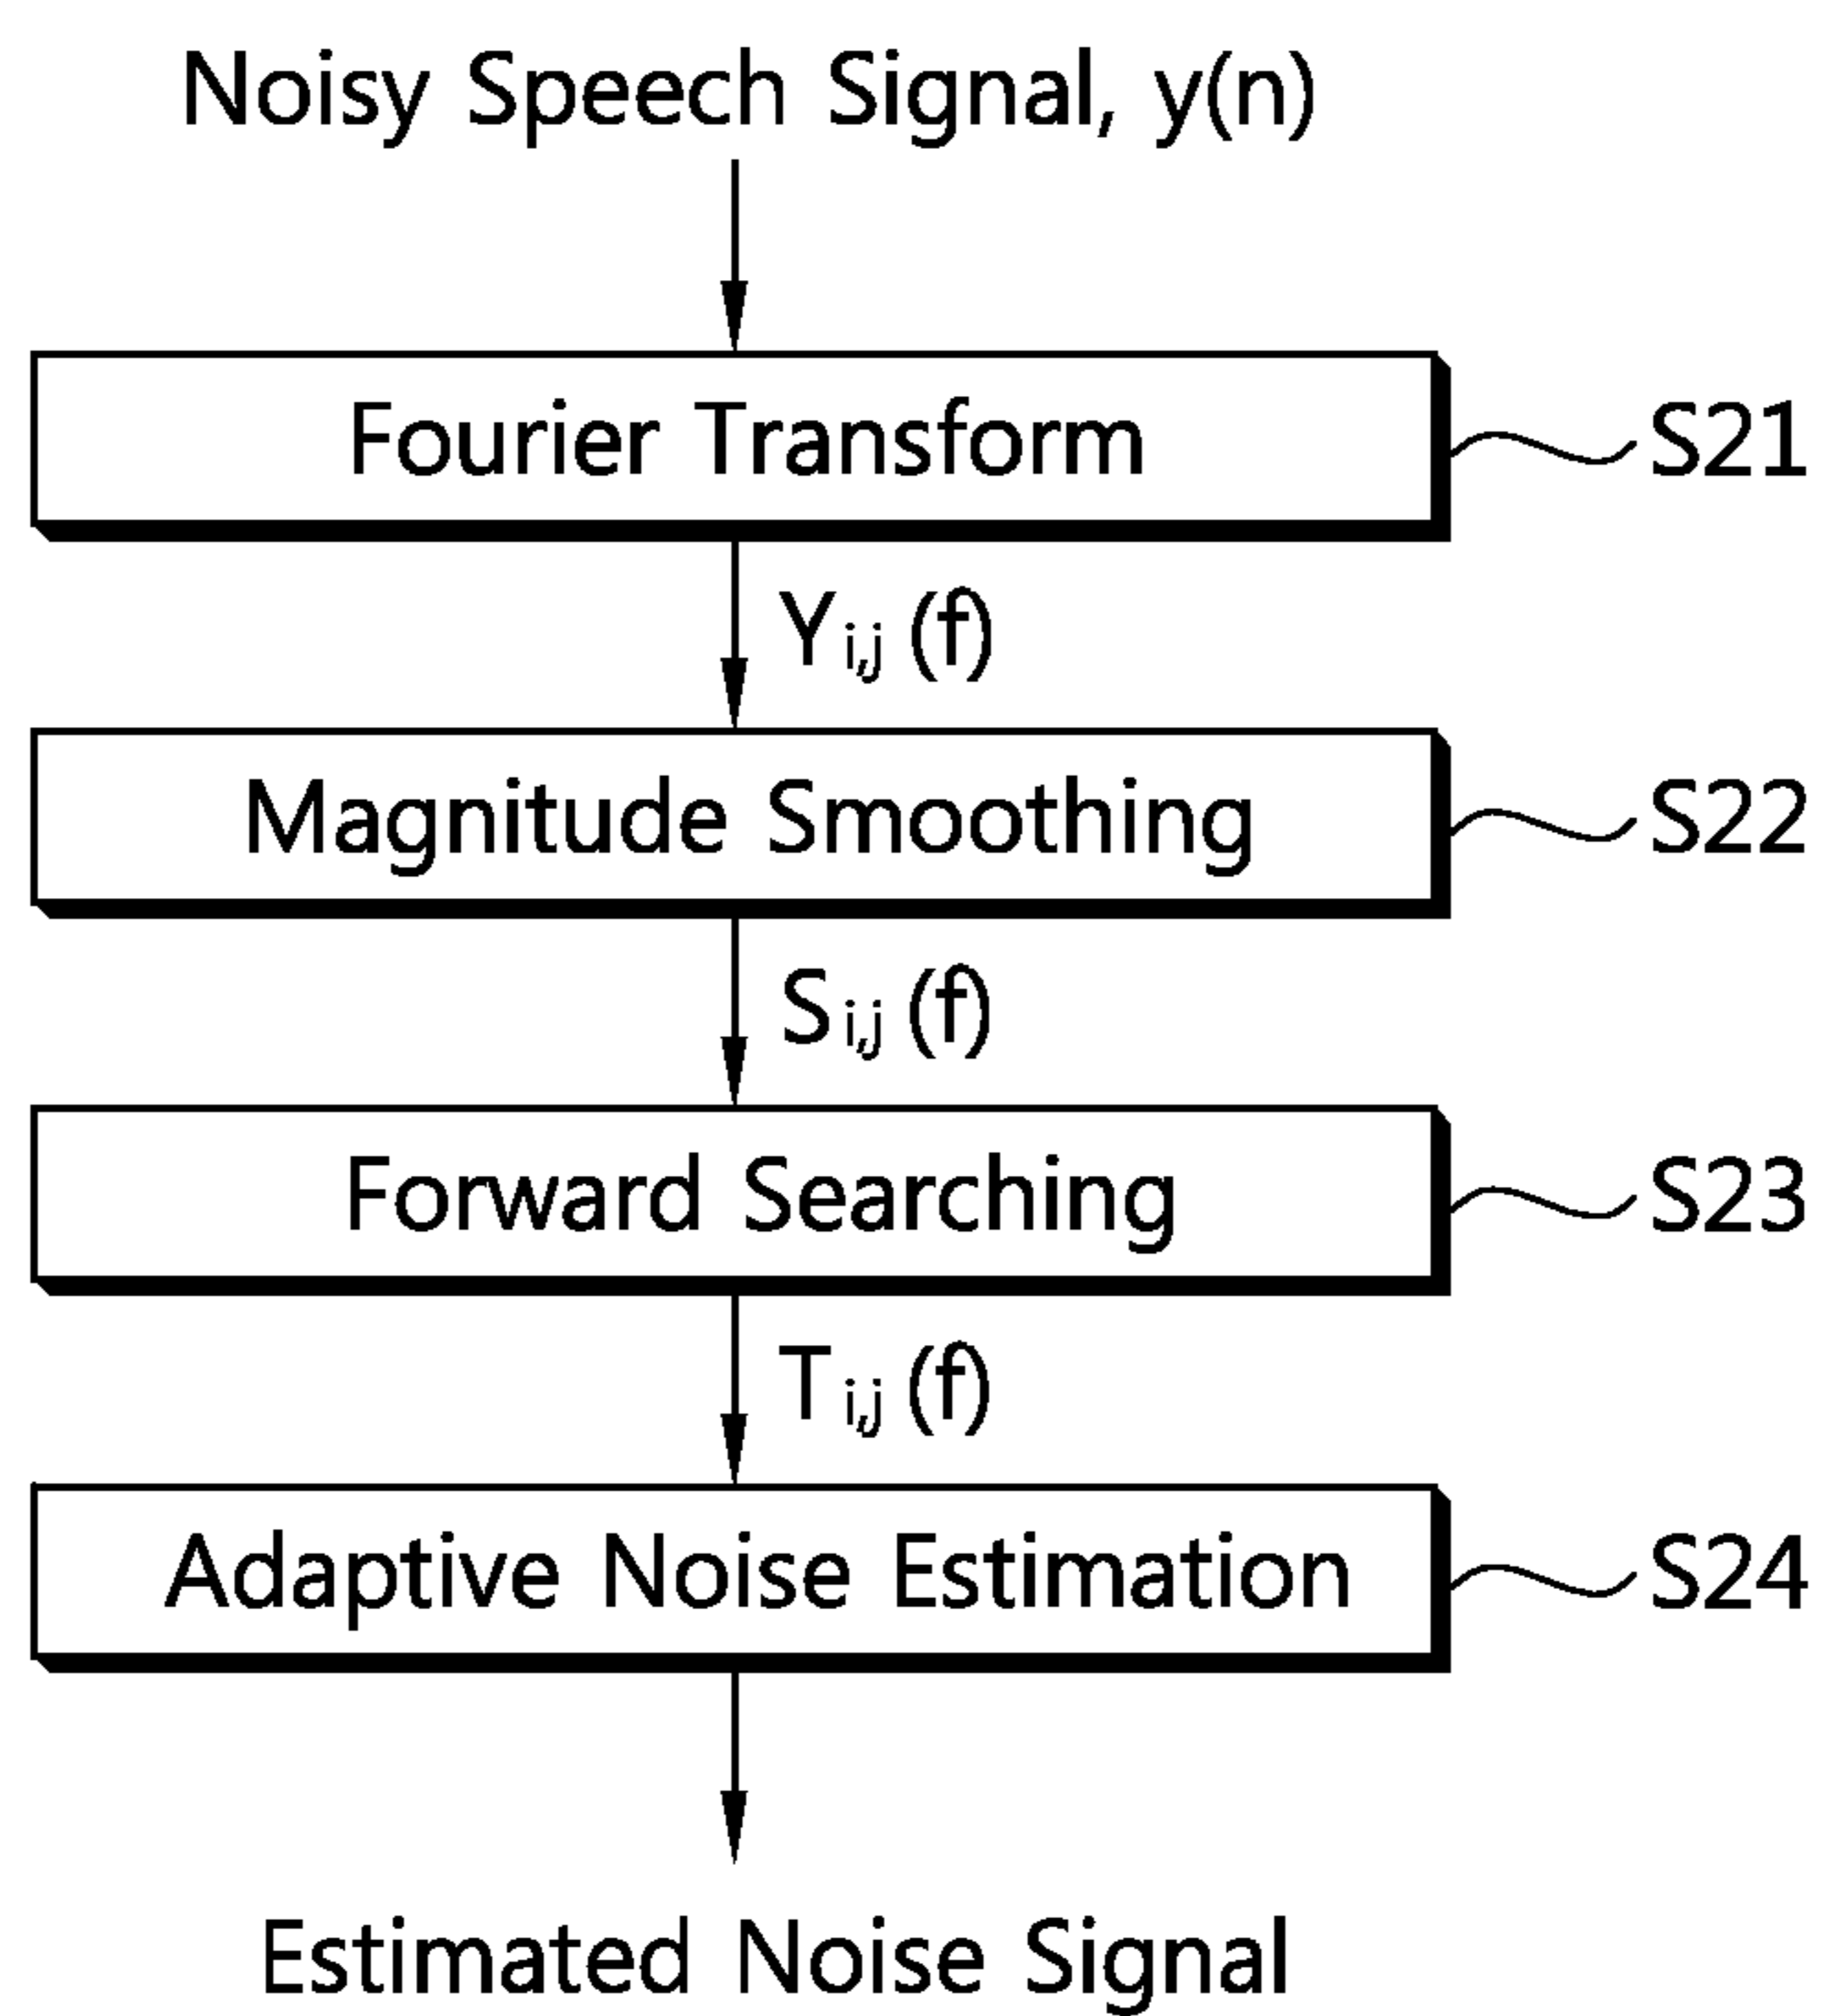 Noisy Speech Signal, y(n)
Fourier Transform
S21
Yi,j (f)
Magnitude Smoothing
S22
Si,j (f)
Forward Searching
S23
Ti,j (f)
Adaptive Noise Estimation
S24
Estimated Noise Signal